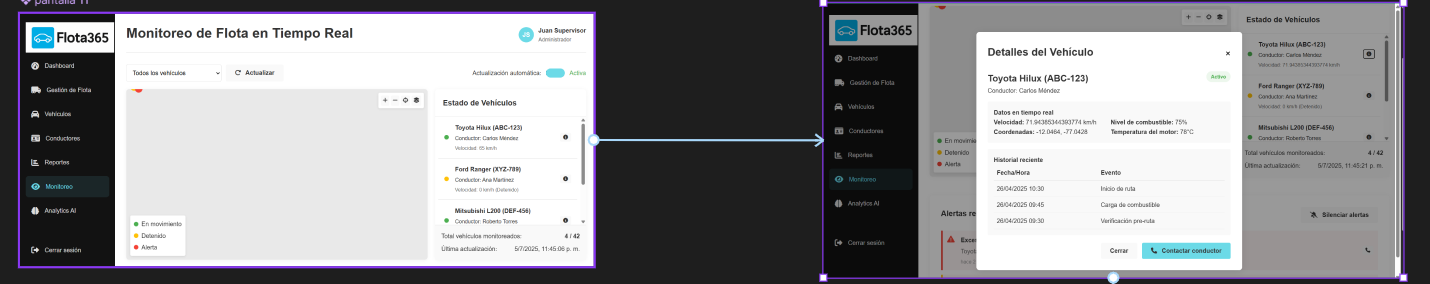 pantalla 11
Flota365
Dashboard
Gestión de Flota
Vehículos
Conductores
Reportes
Monitoreo
Analytics AI
Cerrar sesión
Monitoreo de Flota en Tiempo Real
JS
Juan Supervisor
Administrador
Todos los vehículos
Actualizar
Actualización automática:
Activa
En movimiento
Detenido
Alerta
Estado de Vehículos
Toyota Hilux (ABC-123)
Conductor: Carlos Méndez
Velocidad: 65 km/h
Ford Ranger (XYZ-789)
Conductor: Ana Martínez
Velocidad: 0 km/h (Detenido)
Mitsubishi L200 (DEF-456)
Conductor: Roberto Torres
Total vehículos monitoreados: 4 / 42
Última actualización: 5/7/2025, 11:45:06 p. m.
Flota365
Dashboard
Gestión de Flota
Vehículos
Conductores
Reportes
Monitoreo
Analytics AI
Cerrar sesión
En movimie
Detenido
Alerta
Alertas re
Exce
Toyot
Detalles del Vehículo
×
Toyota Hilux (ABC-123)
Activo
Conductor: Carlos Méndez
Datos en tiempo real
Velocidad: 71.94385344393774 km/h Nivel de combustible: 75%
Coordenadas: -12.0464, -77.0428 Temperatura del motor: 78°C
Historial reciente
Fecha/Hora Evento
26/04/2025 10:30 Inicio de ruta
26/04/2025 09:45 Carga de combustible
26/04/2025 09:30 Verificación pre-ruta
Cerrar
Contactar conductor
Estado de Vehículos
Toyota Hilux (ABC-123)
Conductor: Carlos Méndez
Velocidad: 71.94385344393774 km/h
Ford Ranger (XYZ-789)
Conductor: Ana Martínez
Velocidad: 0 km/h (Detenido)
Mitsubishi L200 (DEF-456)
Conductor: Roberto Torres
Total vehículos monitoreados: 4 / 42
Última actualización: 5/7/2025, 11:45:21 p. m.
Silenciar alertas